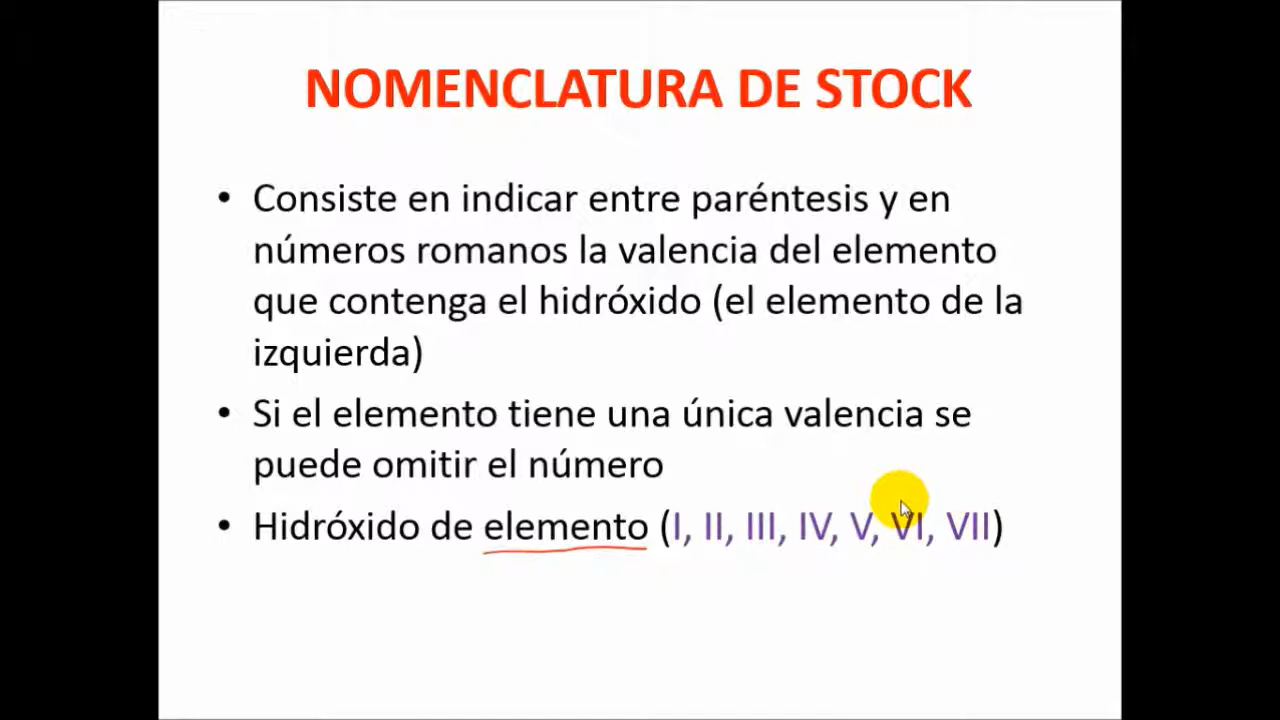 NOMENCLATURA DE STOCK
• Consiste en indicar entre paréntesis y en
números romanos la valencia del elemento
que contenga el hidróxido (el elemento de la
izquierda)
• Si el elemento tiene una única valencia se
puede omitir el número
• Hidróxido de elemento (I, II, III, IV, V, VI, VII)